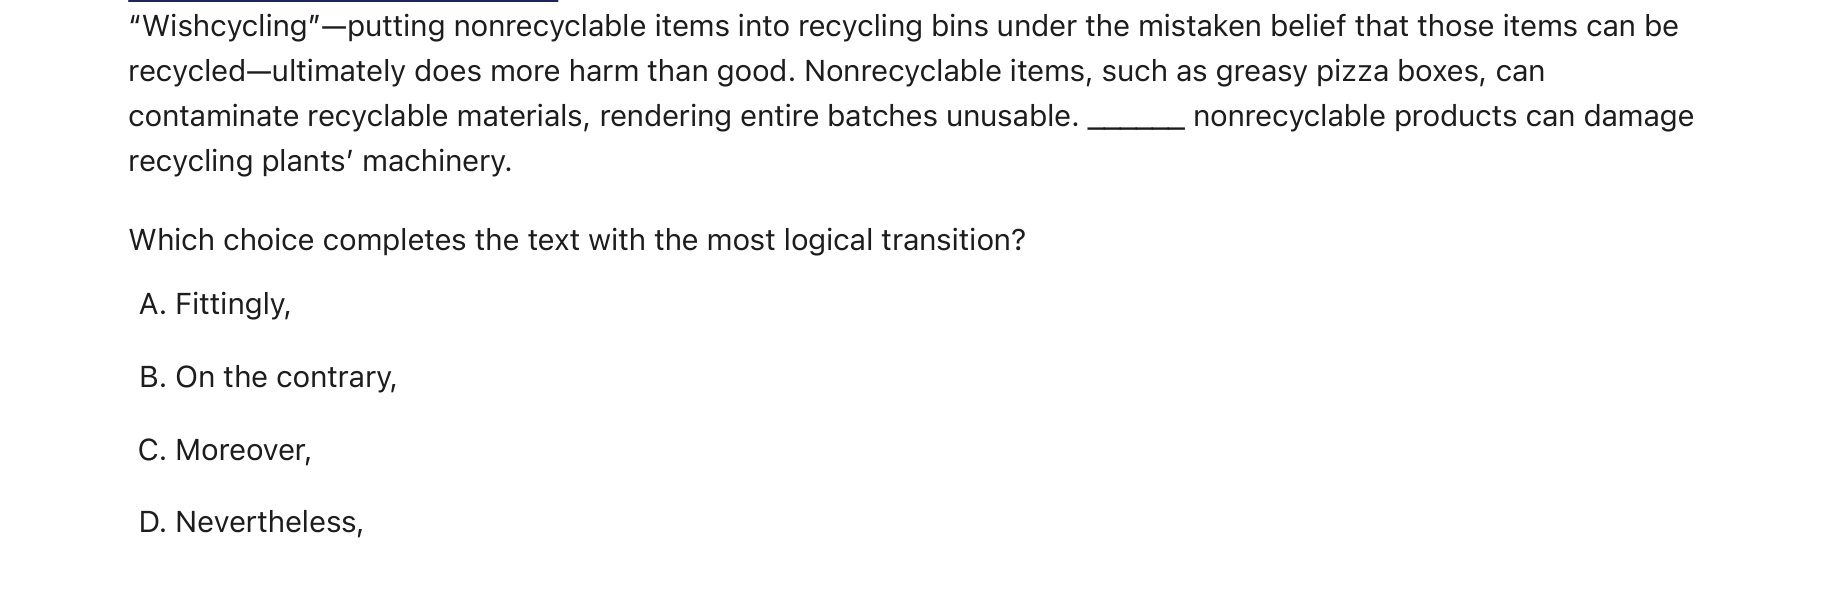 “Wishcycling”—putting nonrecyclable items into recycling bins under the mistaken belief that those items can be
recycled—ultimately does more harm than good. Nonrecyclable items, such as greasy pizza boxes, can
contaminate recyclable materials, rendering entire batches unusable. ______ nonrecyclable products can damage
recycling plants’ machinery.
Which choice completes the text with the most logical transition?
A. Fittingly,
B. On the contrary,
C. Moreover,
D. Nevertheless,